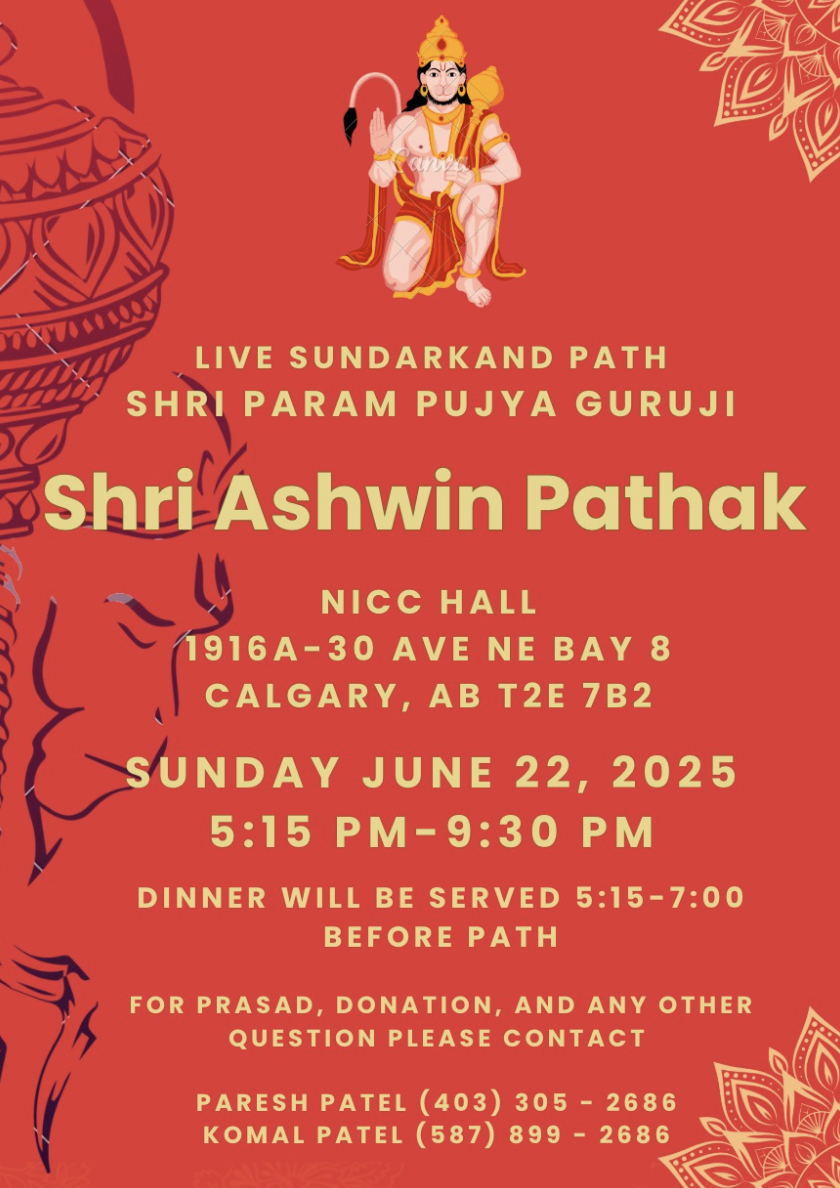 Canva
LIVE SUNDARKAND PATH
SHRI PARAM PUJYA GURUJI
Shri Ashwin Pathak
NICC HALL
1916A-30 AVE NE BAY 8
CALGARY, AB T2E 7B2
SUNDAY JUNE 22, 2025
5:15 PM-9:30 PM
DINNER WILL BE SERVED 5:15-7:00
BEFORE PATH
FOR PRASAD, DONATION, AND ANY OTHER
QUESTION PLEASE CONTACT
PARESH PATEL (403) 305 - 2686
KOMAL PATEL (587) 899 - 2686